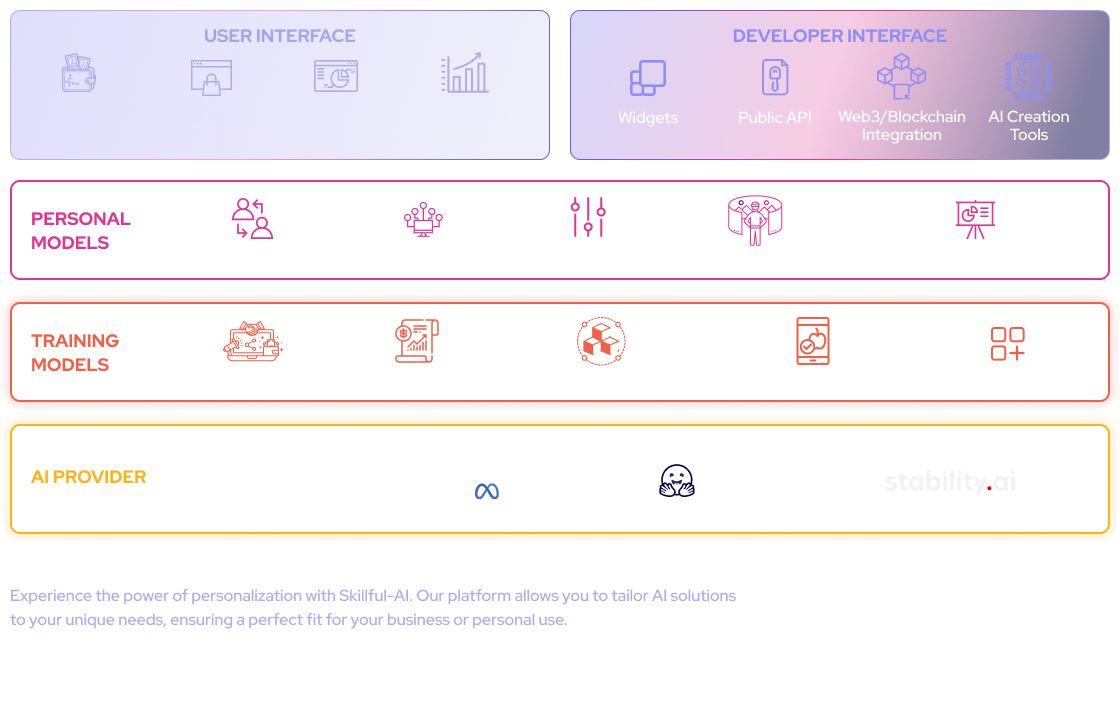 USER INTERFACE
DEVELOPER INTERFACE
Widgets
Public API
Web3/Blockchain
Integration
AI Creation
Tools
PERSONAL
MODELS
TRAINING
MODELS
AI PROVIDER
stability.ai
Experience the power of personalization with Skillful-AI. Our platform allows you to tailor AI solutions
to your unique needs, ensuring a perfect fit for your business or personal use.